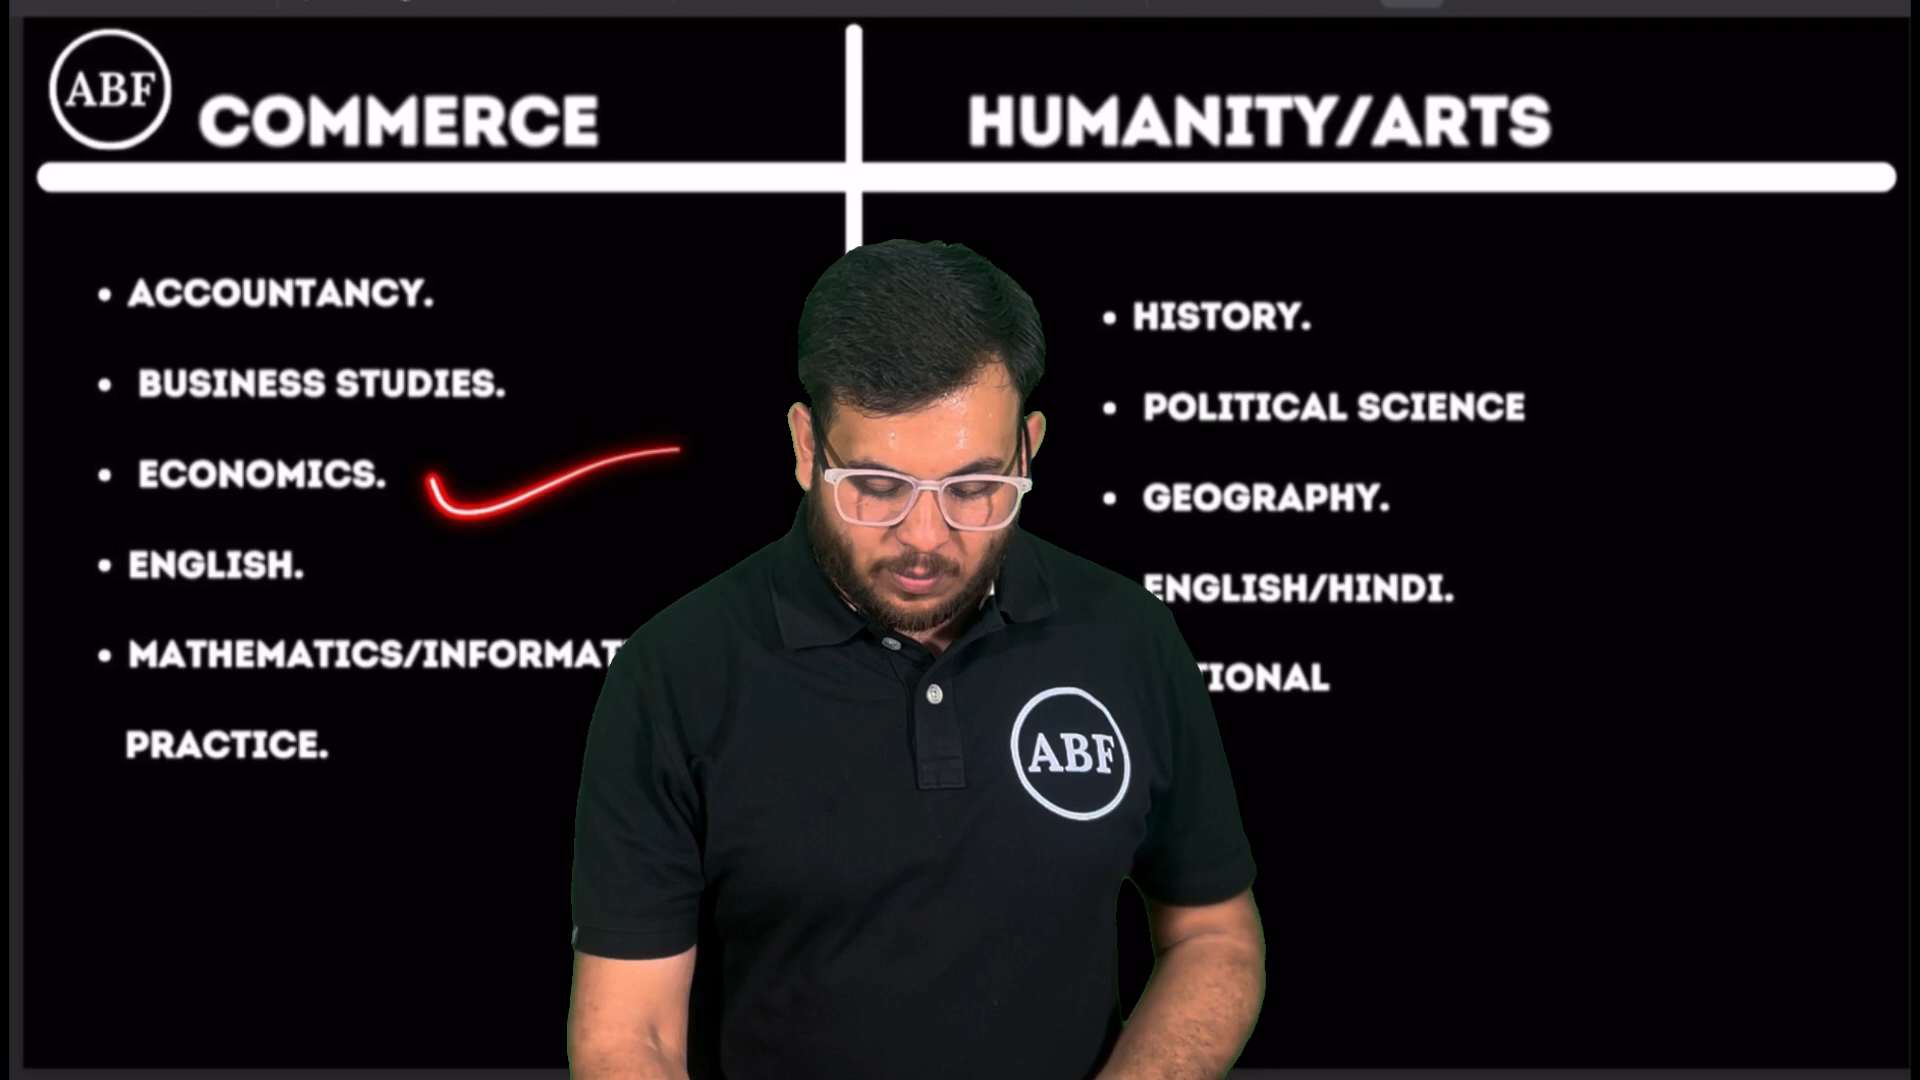 ABF
COMMERCE
HUMANITY/ARTS
• ACCOUNTANCY.
• BUSINESS STUDIES.
• ECONOMICS.
• ENGLISH.
• MATHEMATICS/INFORMAT
PRACTICE.
• HISTORY.
• POLITICAL SCIENCE
• GEOGRAPHY.
ENGLISH/HINDI.
TIONAL
ABF